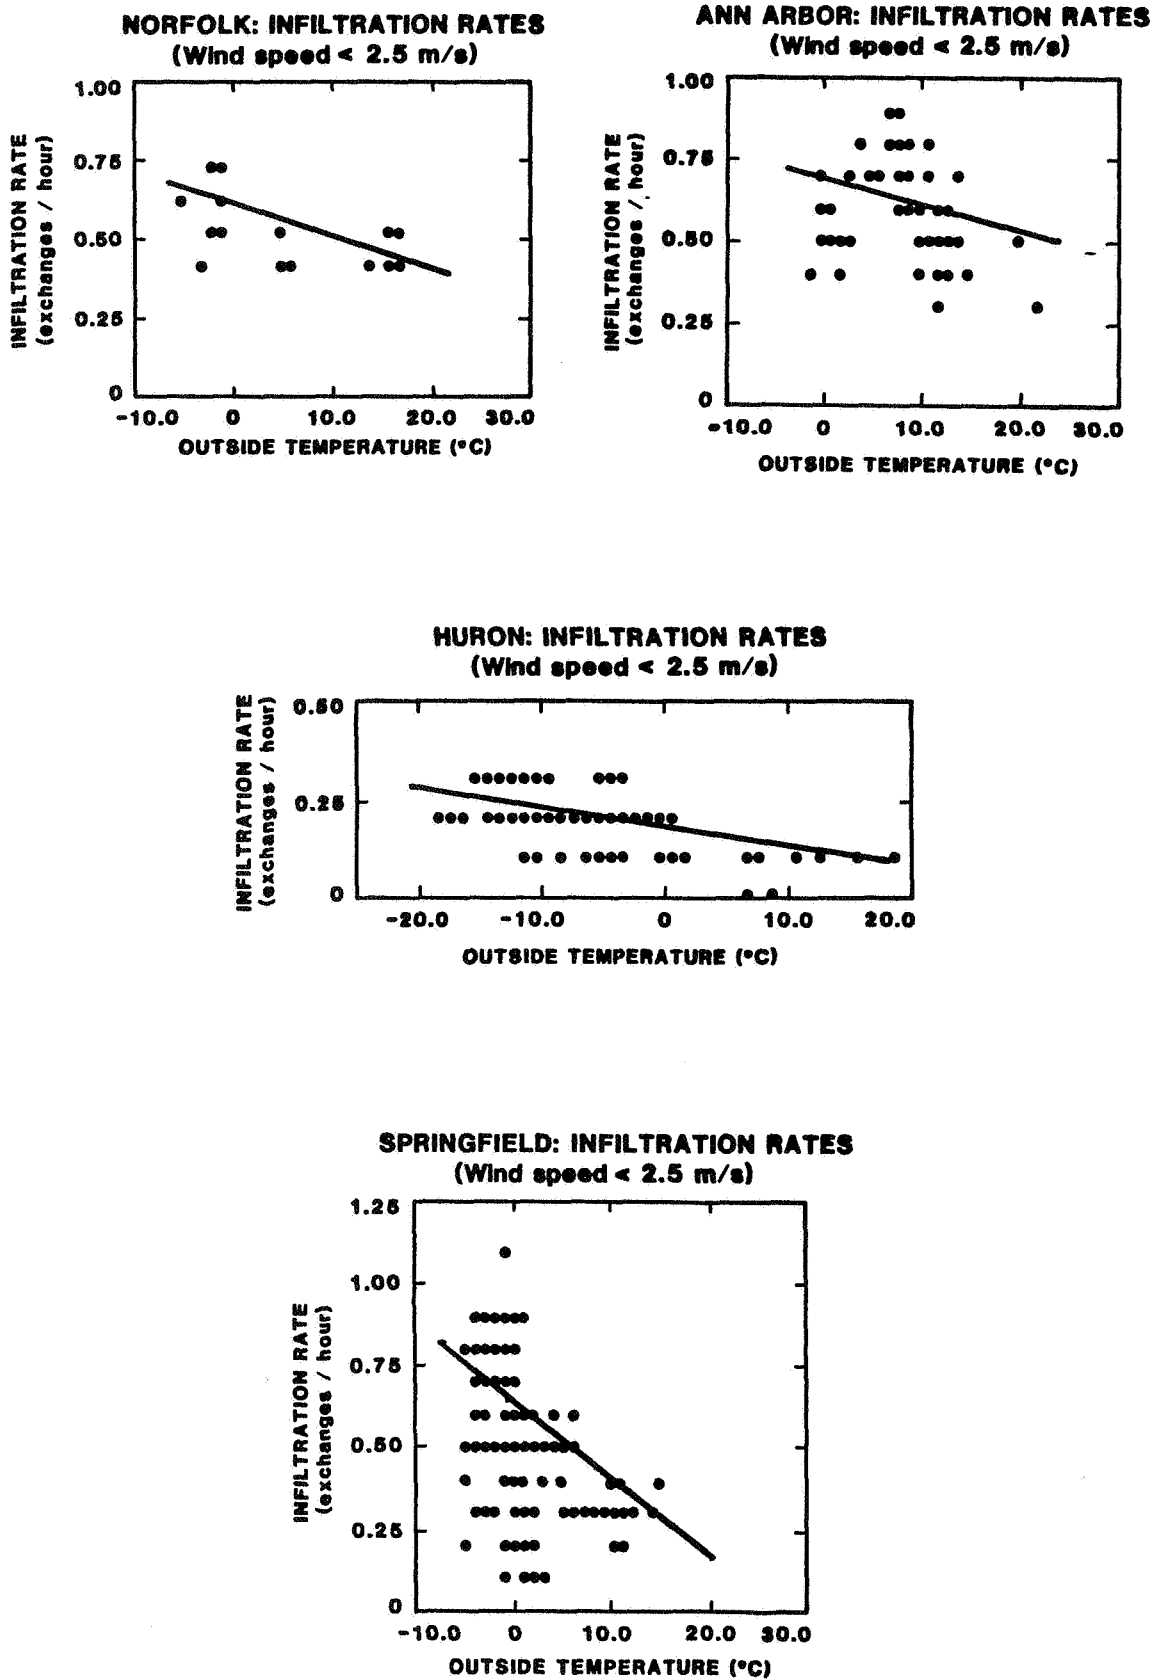 NORFOLK: INFILTRATION RATES
(Wind speed < 2.5 m/s)
INFILTRATION RATE
(exchanges / hour)
1.00
0.75
0.50
0.25
0
-10.0 0 10.0 20.0 30.0
OUTSIDE TEMPERATURE (°C)
ANN ARBOR: INFILTRATION RATES
(Wind speed < 2.5 m/s)
INFILTRATION RATE
(exchanges / hour)
1.00
0.75
0.50
0.25
0
-10.0 0 10.0 20.0 30.0
OUTSIDE TEMPERATURE (°C)
HURON: INFILTRATION RATES
(Wind speed < 2.5 m/s)
INFILTRATION RATE
(exchanges / hour)
0.50
0.25
0
-20.0 -10.0 0 10.0 20.0
OUTSIDE TEMPERATURE (°C)
SPRINGFIELD: INFILTRATION RATES
(Wind speed < 2.5 m/s)
INFILTRATION RATE
(exchanges / hour)
1.25
1.00
0.75
0.50
0.25
0
-10.0 0 10.0 20.0 30.0
OUTSIDE TEMPERATURE (°C)